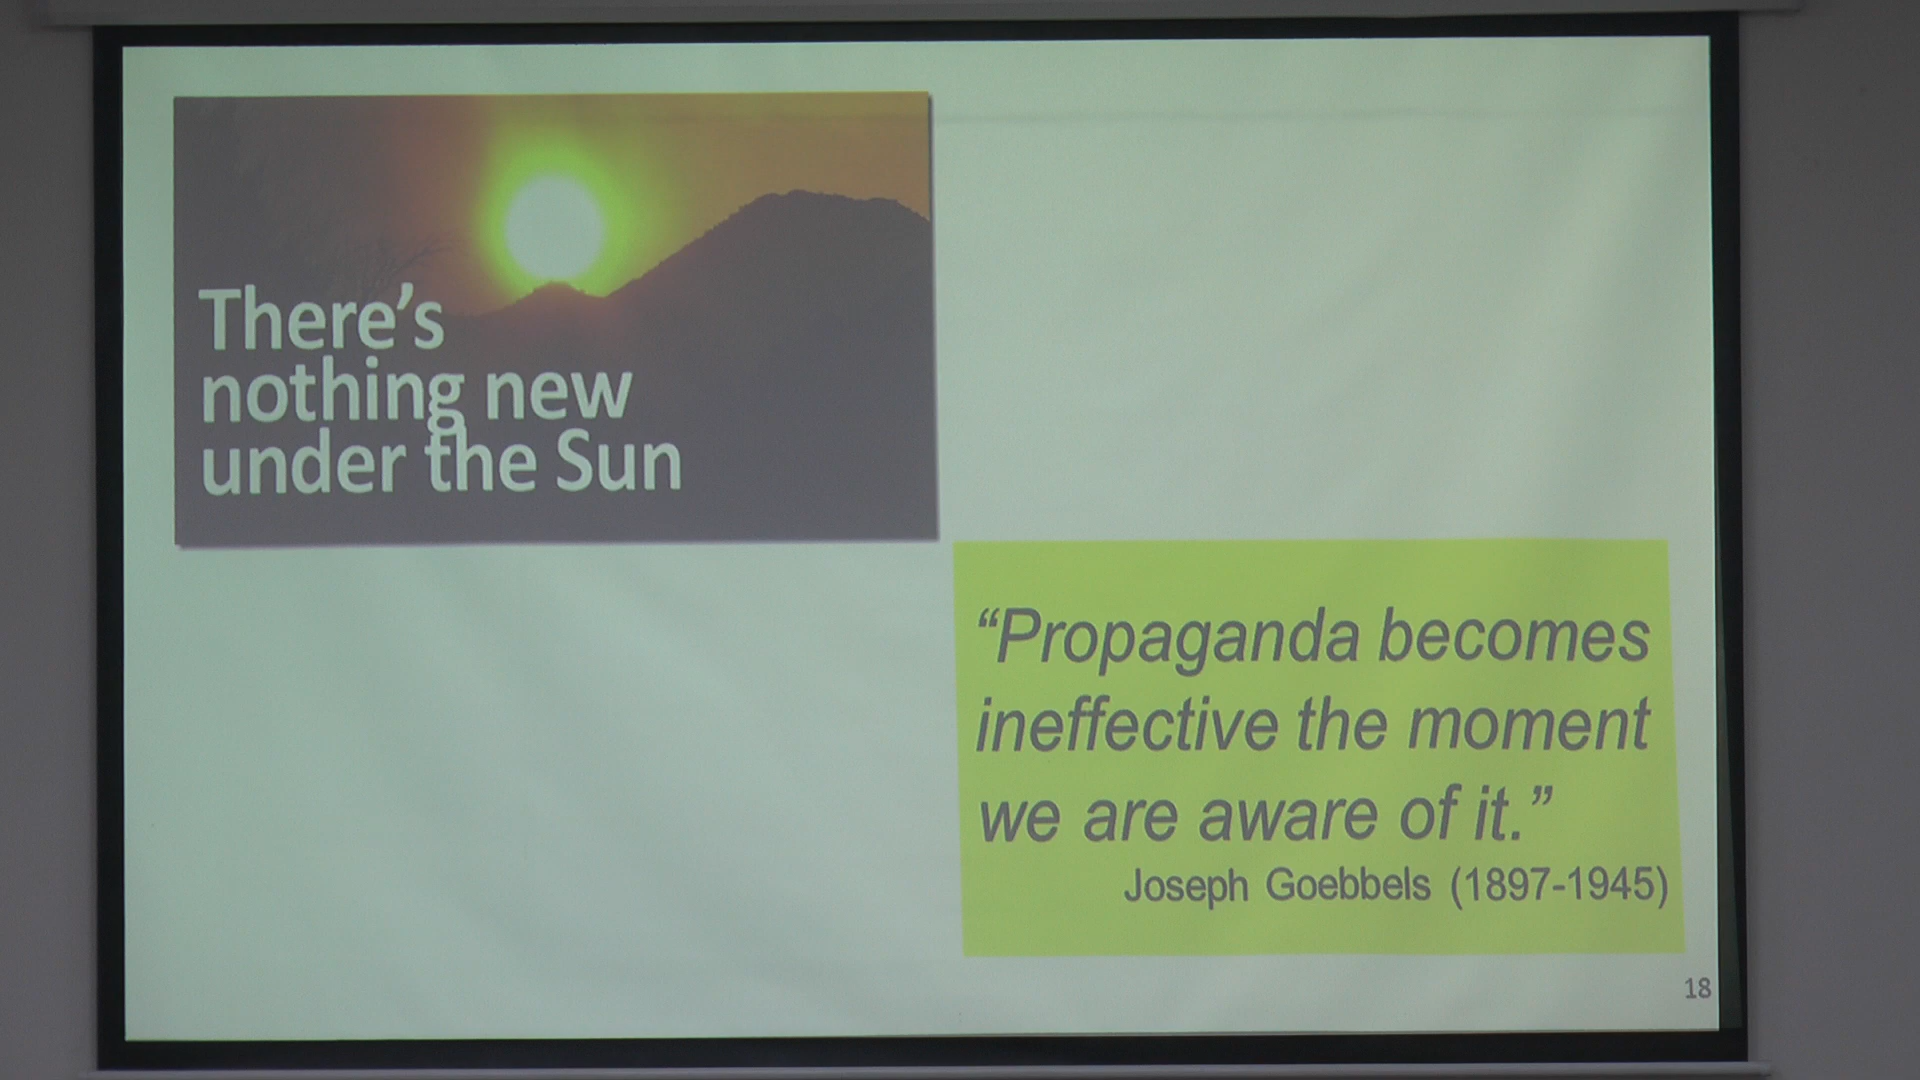 There’s
nothing new
under the Sun
“Propaganda becomes
ineffective the moment
we are aware of it.”
Joseph Goebbels (1897-1945)
18